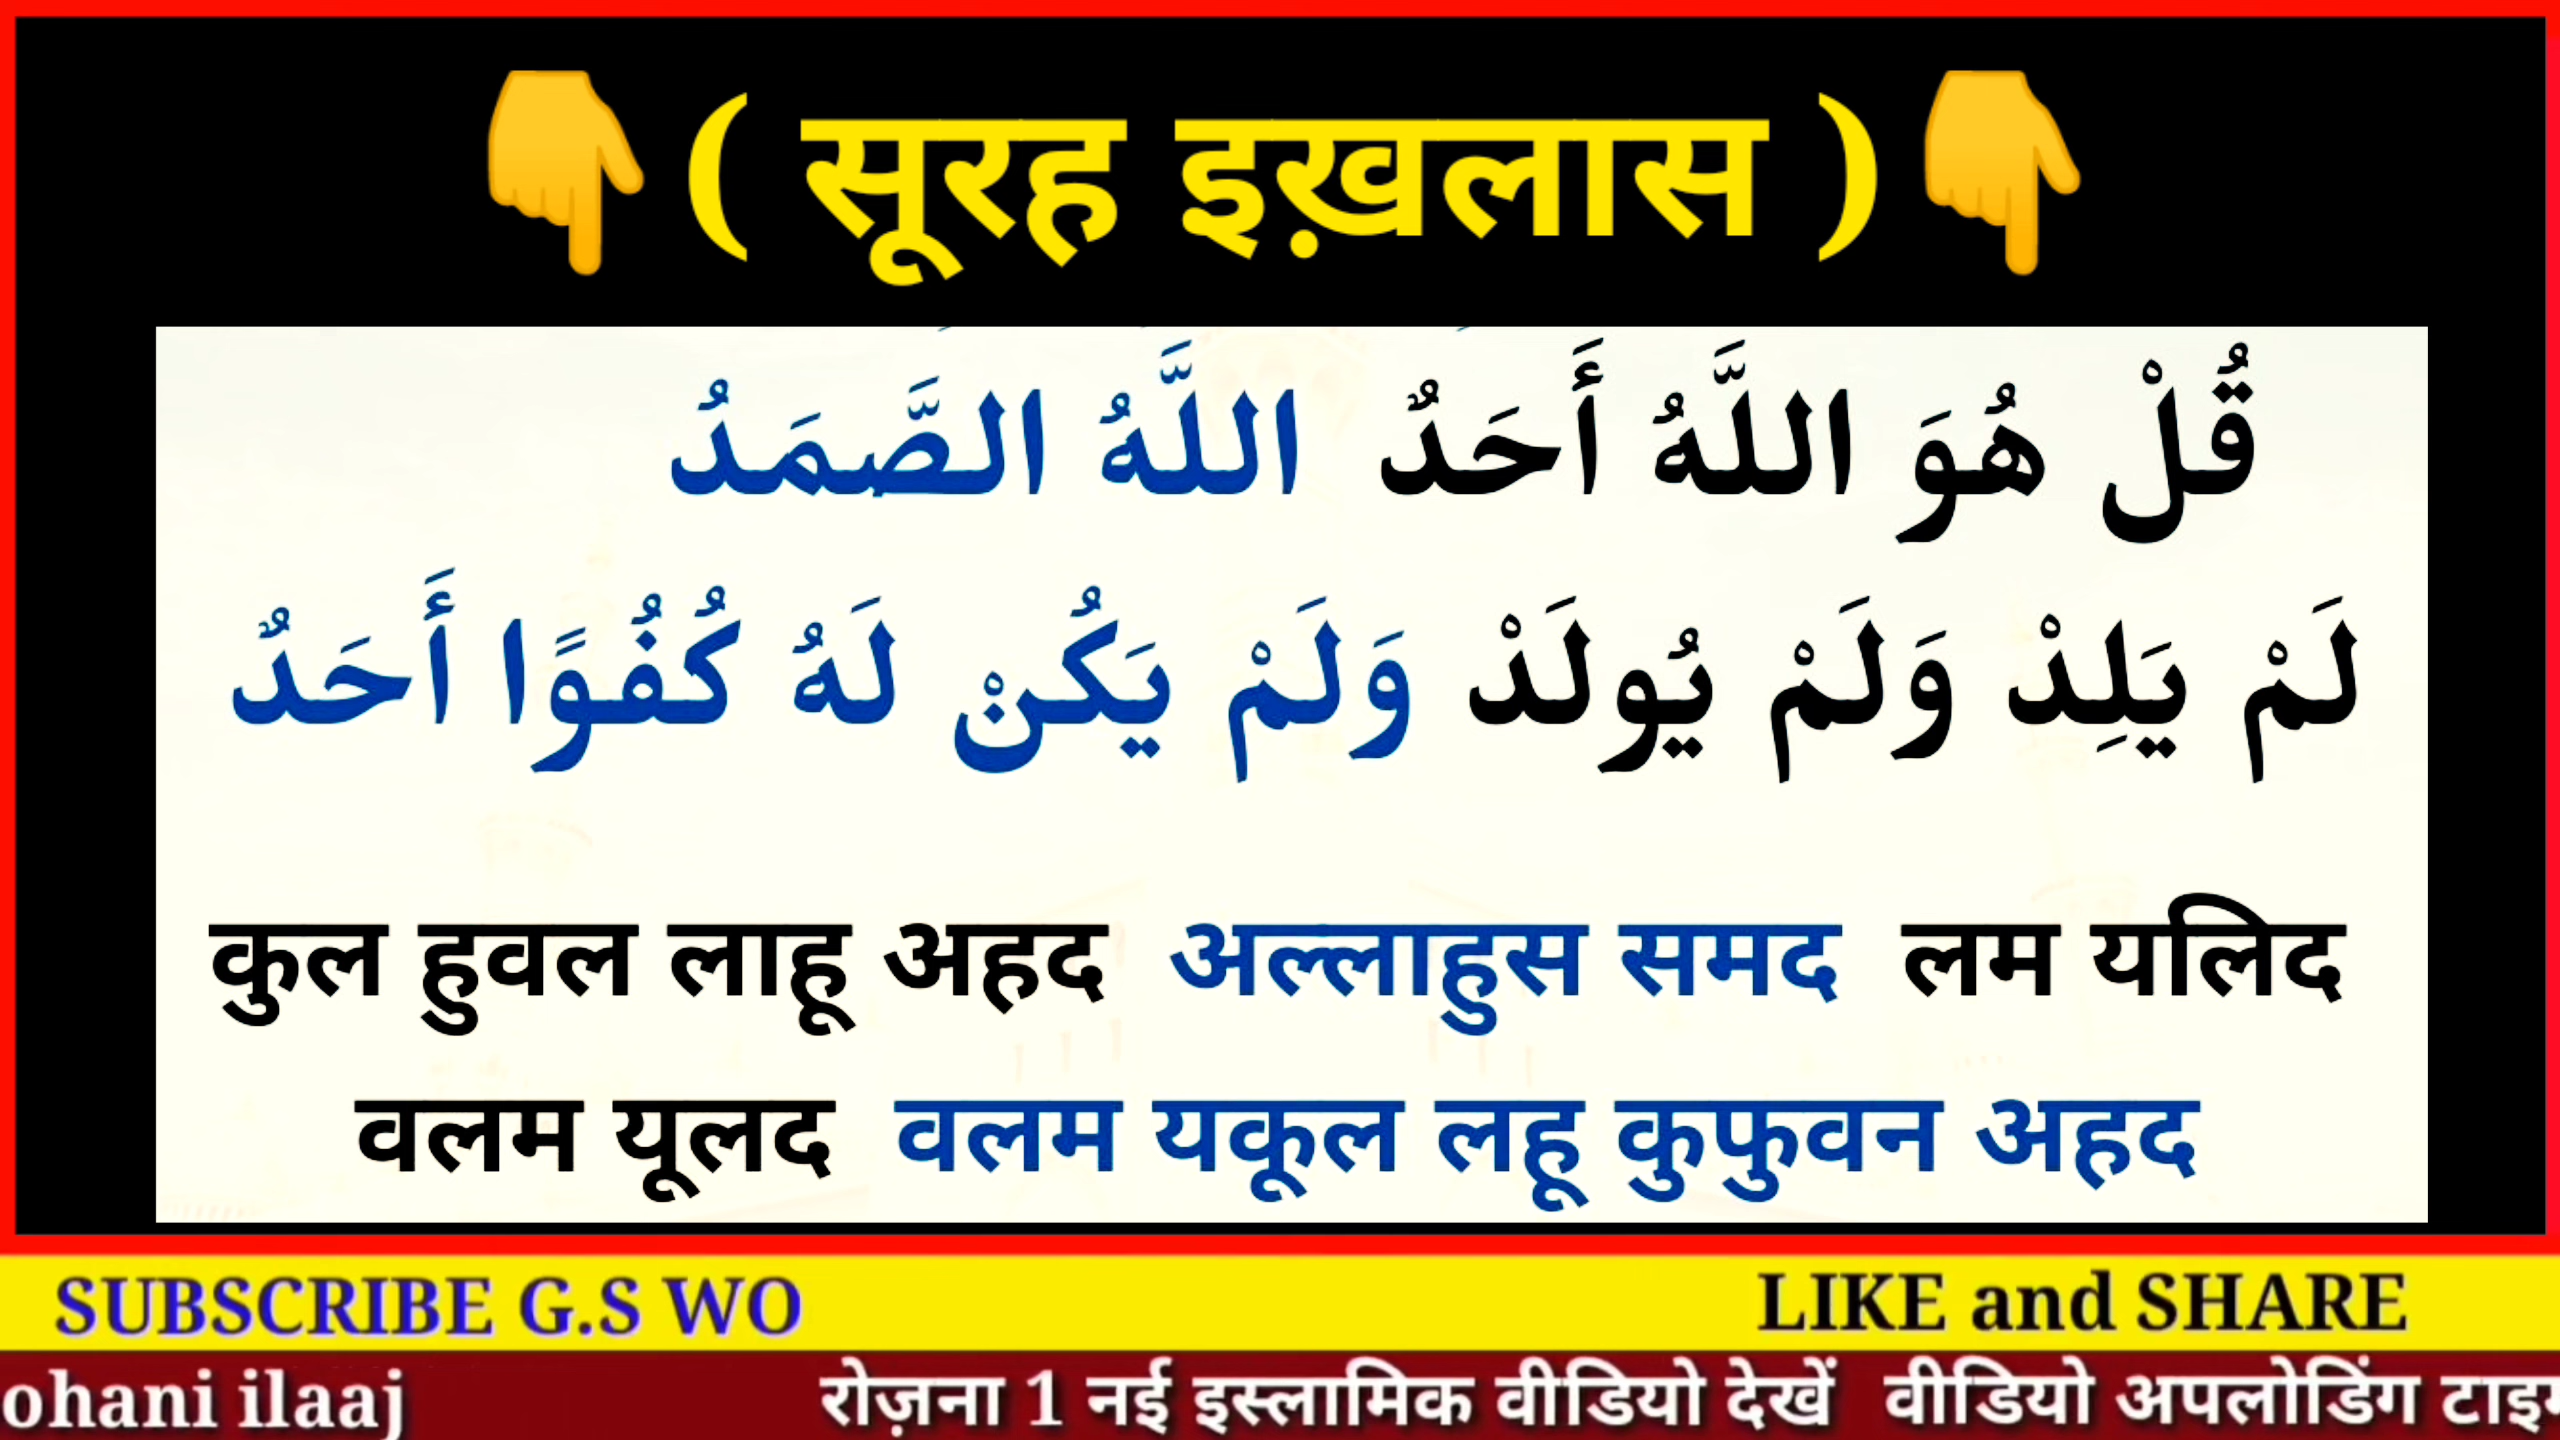 👇( सूरह इख़लास )👇
قُلْ هُوَ اللَّهُ أَحَدٌ اللَّهُ الصَّمَدُ
لَمْ يَلِدْ وَلَمْ يُولَدْ وَلَمْ يَكُنْ لَهُ كُفُوًا أَحَدٌ
कुल हुवल लाहू अहद अल्लाहुस समद लम यलिद
वलम यूलद वलम यकूल लहू कुफुवन अहद
SUBSCRIBE G.S WO LIKE and SHARE
ohani ilaaj रोज़ना 1 नई इस्लामिक वीडियो देखें वीडियो अपलोडिंग